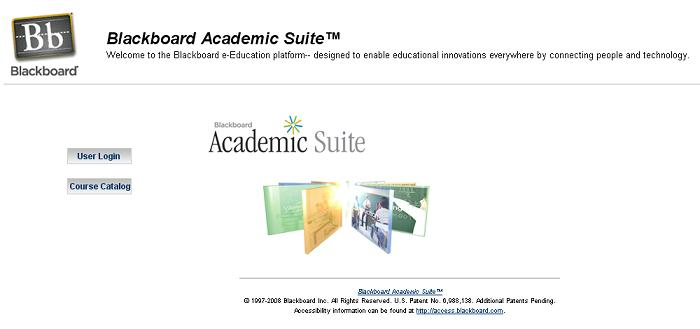 Bb
Blackboard
Blackboard Academic Suite™
Welcome to the Blackboard e-Education platform-- designed to enable educational innovations everywhere by connecting people and technology.
User Login
Course Catalog
Blackboard
Academic Suite
Blackboard Academic Suite™
© 1997-2008 Blackboard Inc. All Rights Reserved. U.S. Patent No. 6,988,138. Additional Patents Pending.
Accessibility information can be found at http://access.blackboard.com.